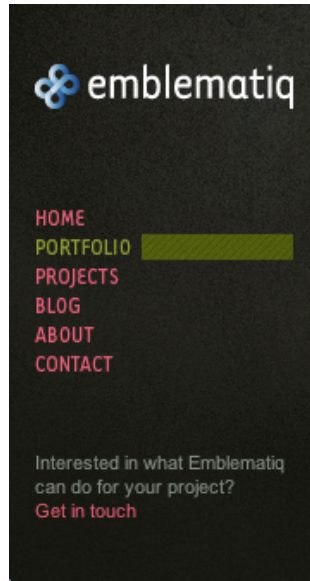 emblematiq
HOME
PORTFOLIO
PROJECTS
BLOG
ABOUT
CONTACT
Interested in what Emblematiq
can do for your project?
Get in touch